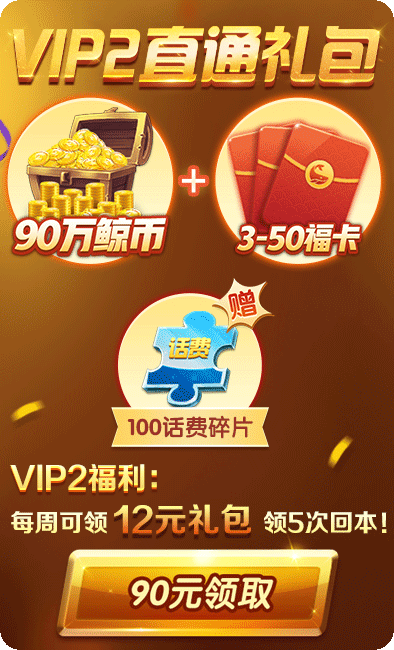 VIP2直通礼包
90万鲸币
+
3-50福卡
赠
话费
100话费碎片
VIP2福利：
每周可领 12元礼包 领5次回本！
90元领取